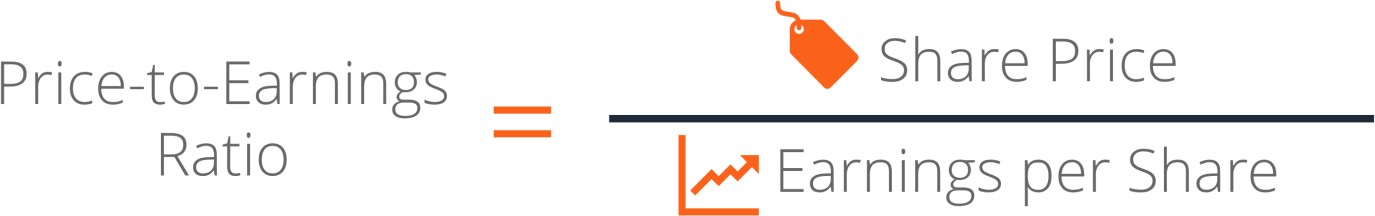 Price-to-Earnings
Ratio
=
Share Price
Earnings per Share